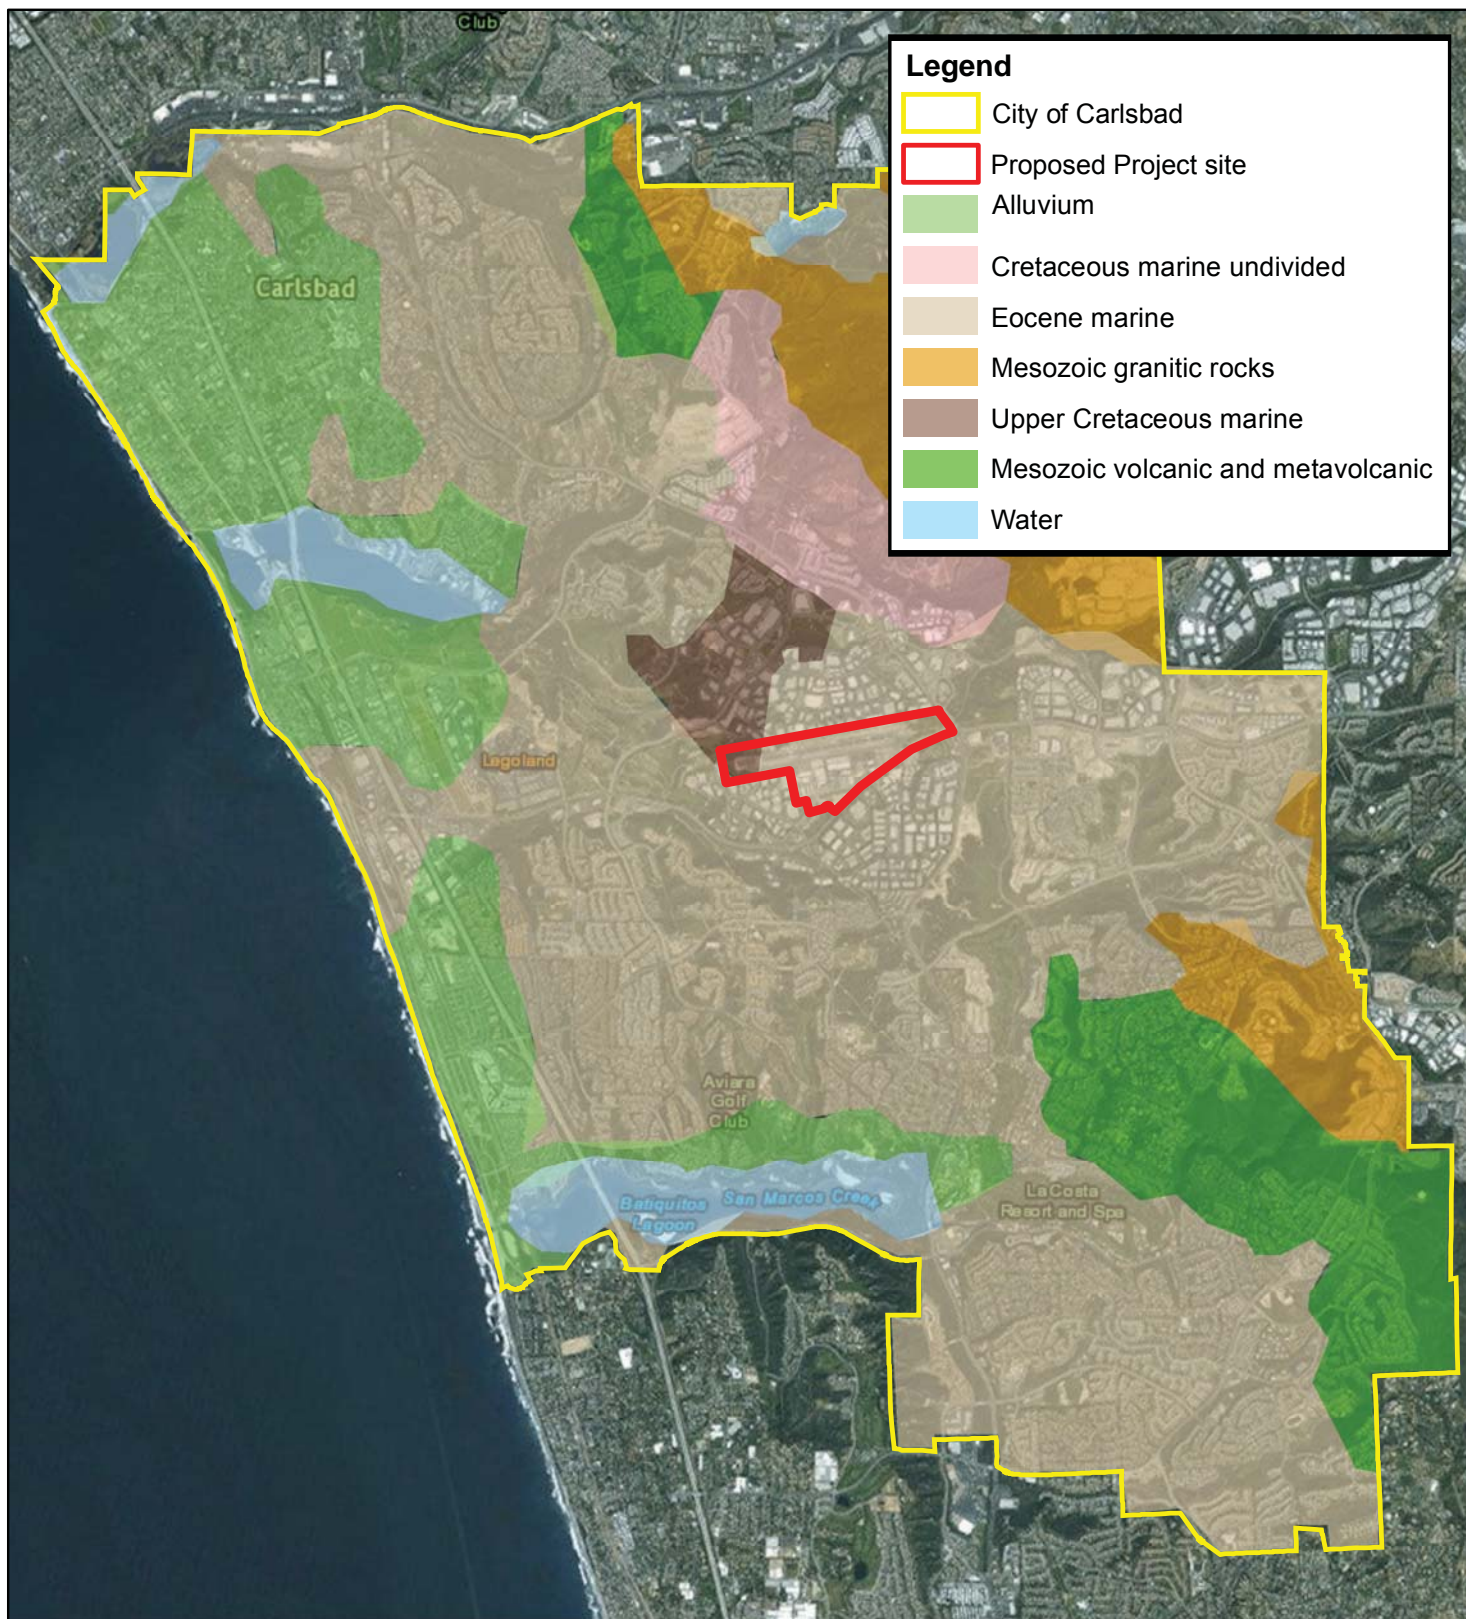 Club
Legend
City of Carlsbad
Proposed Project site
Alluvium
Cretaceous marine undivided
Eocene marine
Mesozoic granitic rocks
Upper Cretaceous marine
Mesozoic volcanic and metavolcanic
Water
Carlsbad
Legoland
Aviara
Golf
Club
Batiquitos
Lagoon
San Marcos Creek
La Costa
Resort and Spa